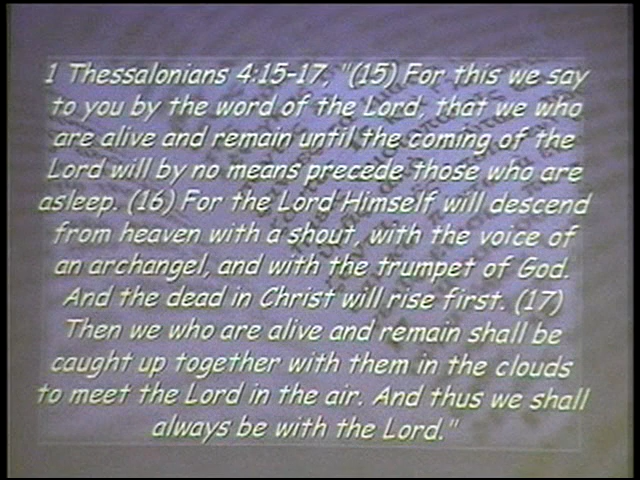 1 Thessalonians 4:15-17, "(15) For this we say
to you by the word of the Lord, that we who
are alive and remain until the coming of the
Lord will by no means precede those who are
asleep. (16) For the Lord Himself will descend
from heaven with a shout, with the voice of
an archangel, and with the trumpet of God.
And the dead in Christ will rise first. (17)
Then we who are alive and remain shall be
caught up together with them in the clouds
to meet the Lord in the air. And thus we shall
always be with the Lord."